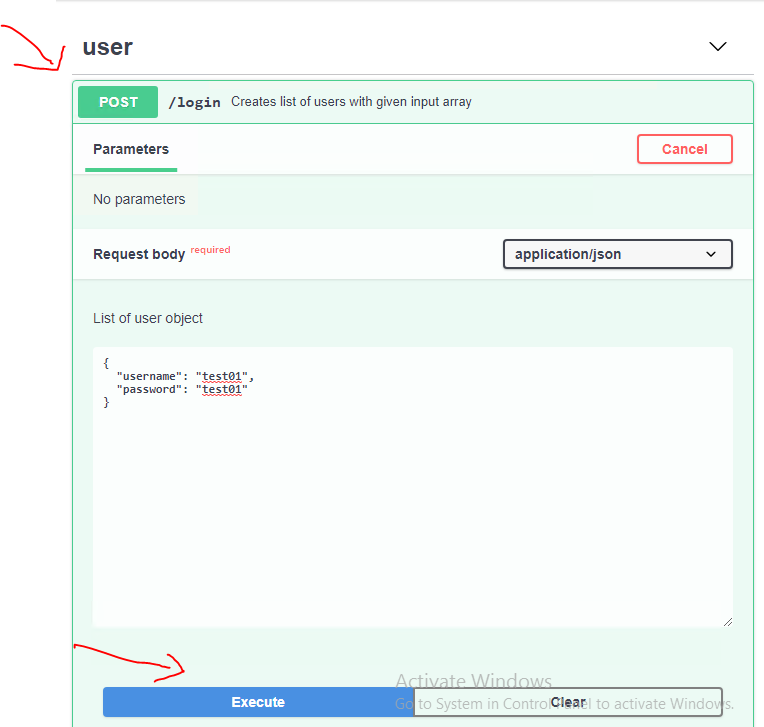 user
POST /login Creates list of users with given input array
Parameters Cancel
No parameters
Request body required application/json
List of user object
{
"username": "test01",
"password": "test01"
}
Activate Windows
Execute Clear
Go to System in Control Panel to activate Windows.